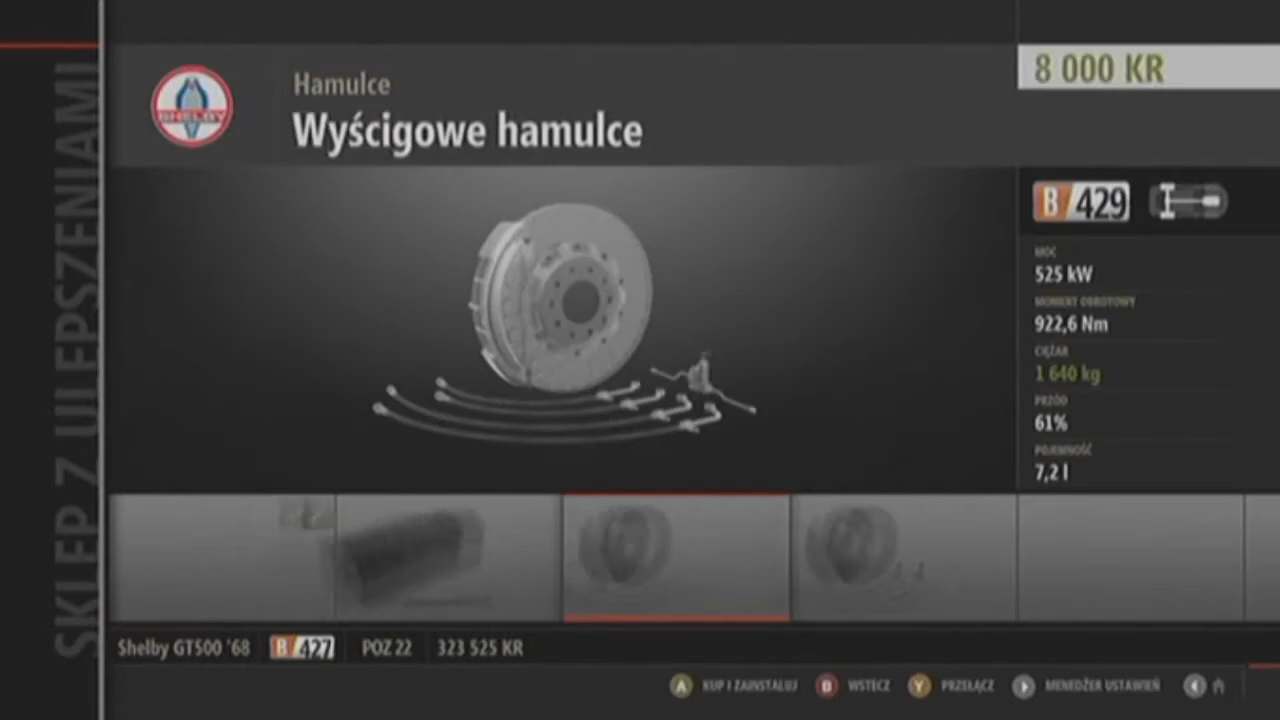 SKLEP Z ULEPSZENIAMI
SHELBY
Hamulce
Wyścigowe hamulce
8 000 KR
B 429
MOC
525 kW
MOMENT OBROTOWY
922,6 Nm
CIĘŻAR
1 640 kg
PRZÓD
61%
POJEMNOŚĆ
7,2 l
Shelby GT500 '68 B 427 POZ 22 323 525 KR
A KUP I ZAINSTALUJ B WSTECZ Y PRZEŁĄCZ MENEDŻER USTAWIEŃ